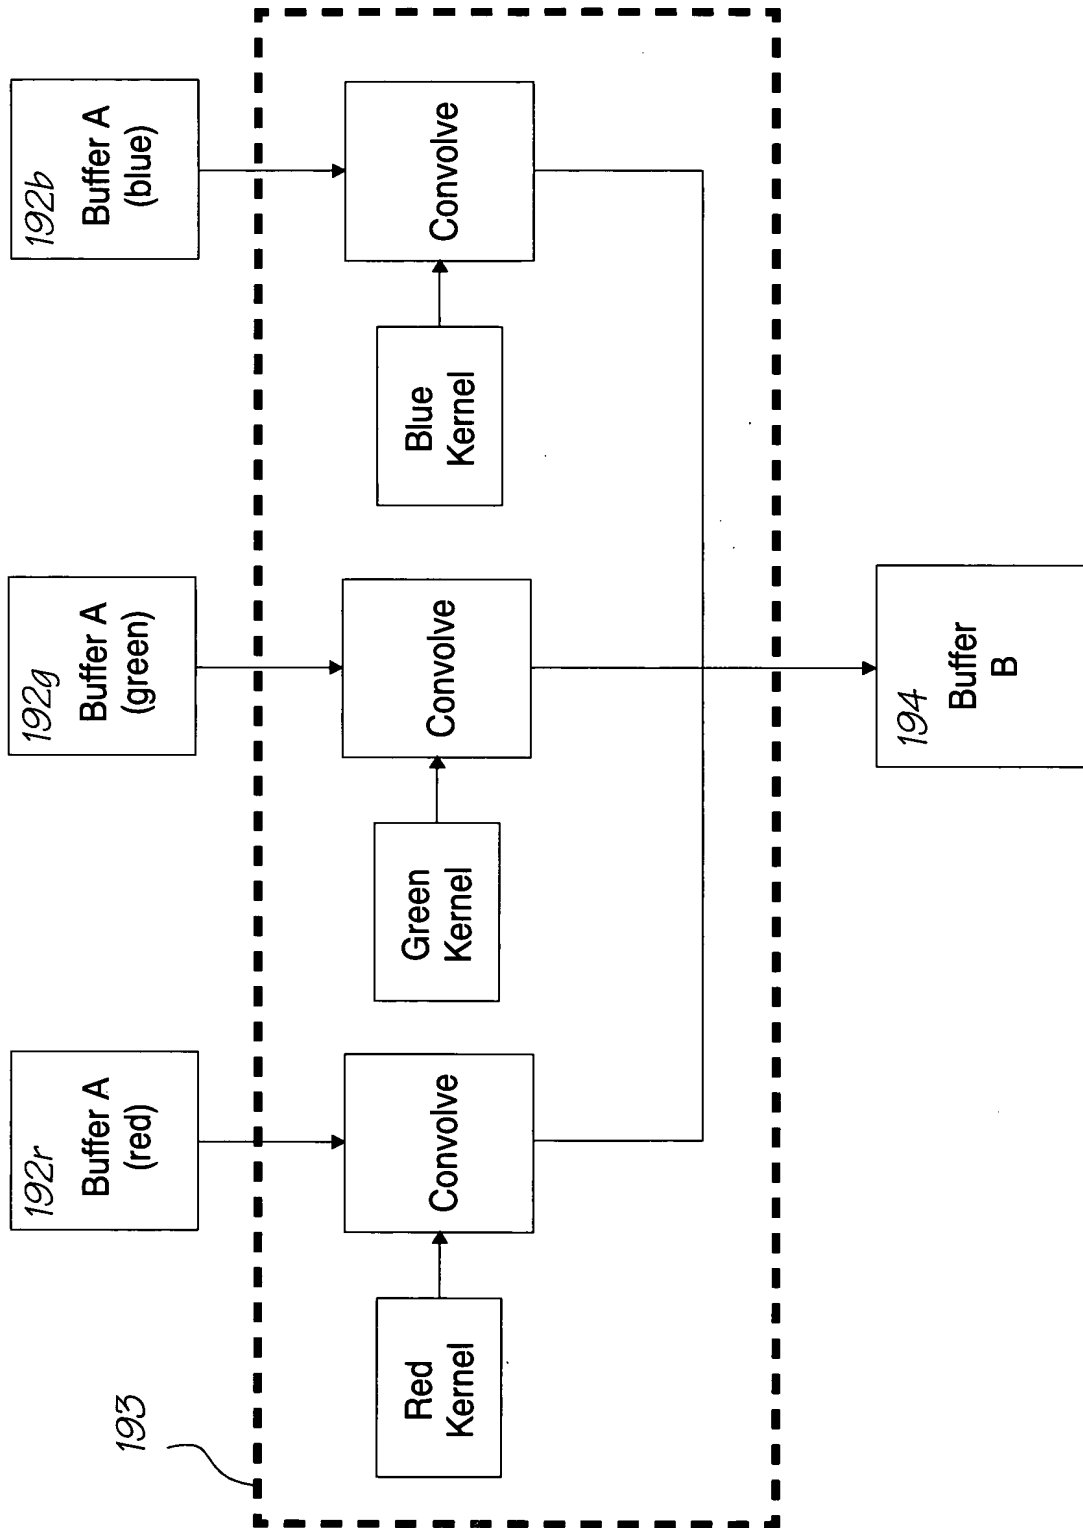 192r
Buffer A
(red)
192g
Buffer A
(green)
192b
Buffer A
(blue)
193
Convolve
Convolve
Convolve
Red
Kernel
Green
Kernel
Blue
Kernel
194
Buffer
B